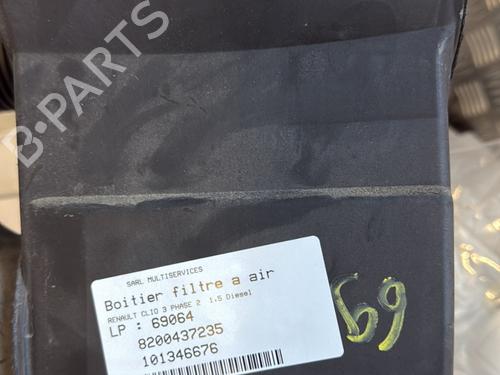 B-PARTS
SARL MULTISERVICES
Boitier filtre a air
RENAULT CLIO 3 PHASE 2 1.5 Diesel
LP : 69064
8200437235
101346676
69